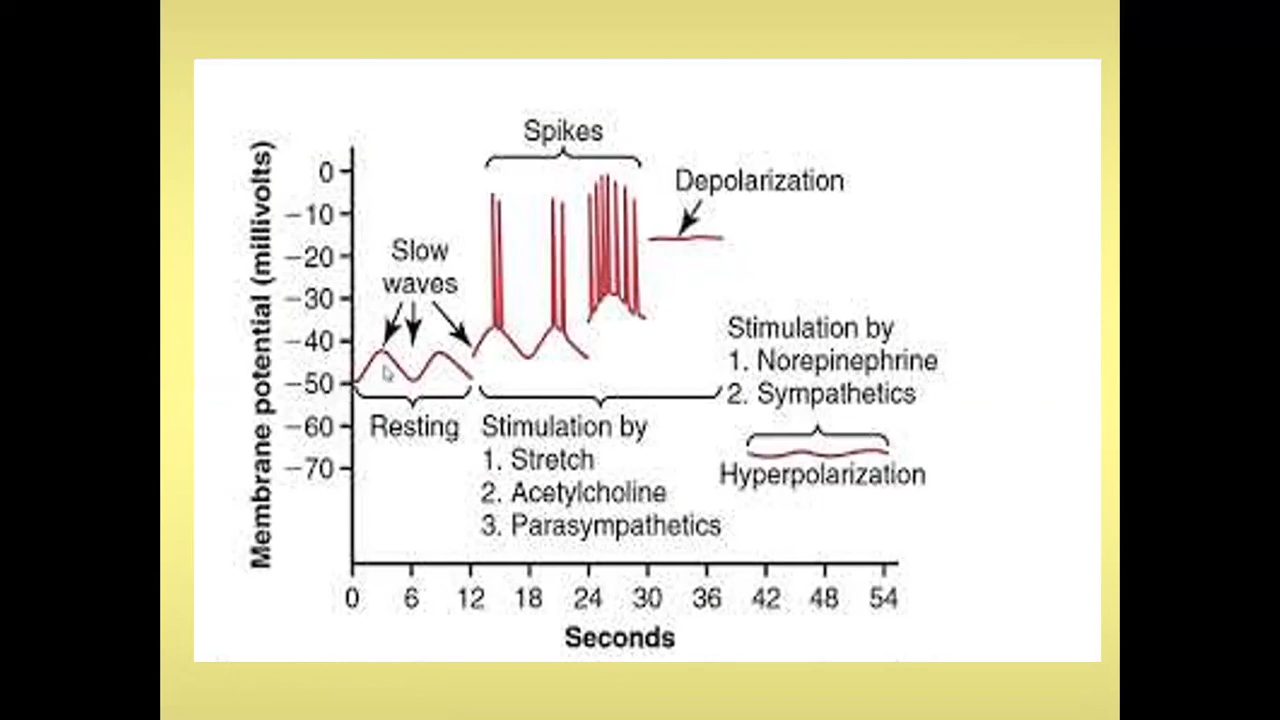 Spikes
Depolarization
Slow
waves
Resting
Stimulation by
1. Stretch
2. Acetylcholine
3. Parasympathetics
Stimulation by
1. Norepinephrine
2. Sympathetics
Hyperpolarization
Membrane potential (millivolts)
0
−10
−20
−30
−40
−50
−60
−70
0 6 12 18 24 30 36 42 48 54
Seconds